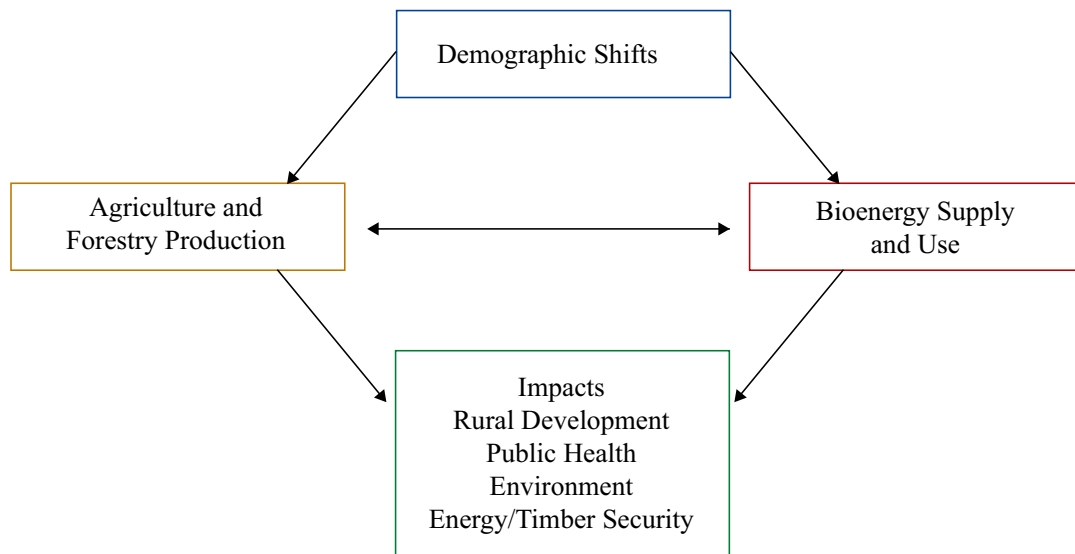 Demographic Shifts
Agriculture and
Forestry Production
Bioenergy Supply
and Use
Impacts
Rural Development
Public Health
Environment
Energy/Timber Security